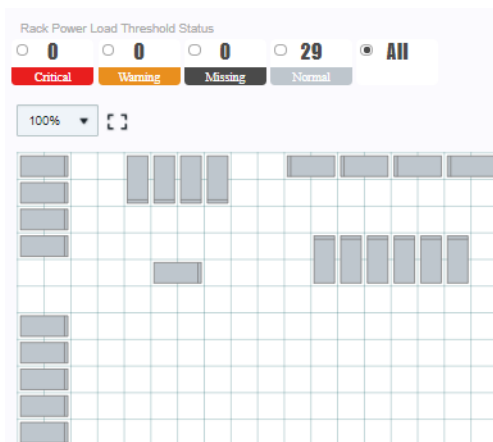 Rack Power Load Threshold Status
0 0 0 29 All
Critical Warning Missing Normal
100%